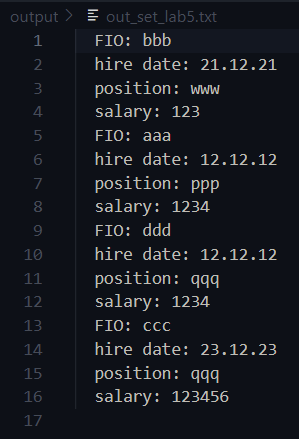 output > out_set_lab5.txt
1 FIO: bbb
2 hire date: 21.12.21
3 position: www
4 salary: 123
5 FIO: aaa
6 hire date: 12.12.12
7 position: ppp
8 salary: 1234
9 FIO: ddd
10 hire date: 12.12.12
11 position: qqq
12 salary: 1234
13 FIO: ccc
14 hire date: 23.12.23
15 position: qqq
16 salary: 123456
17